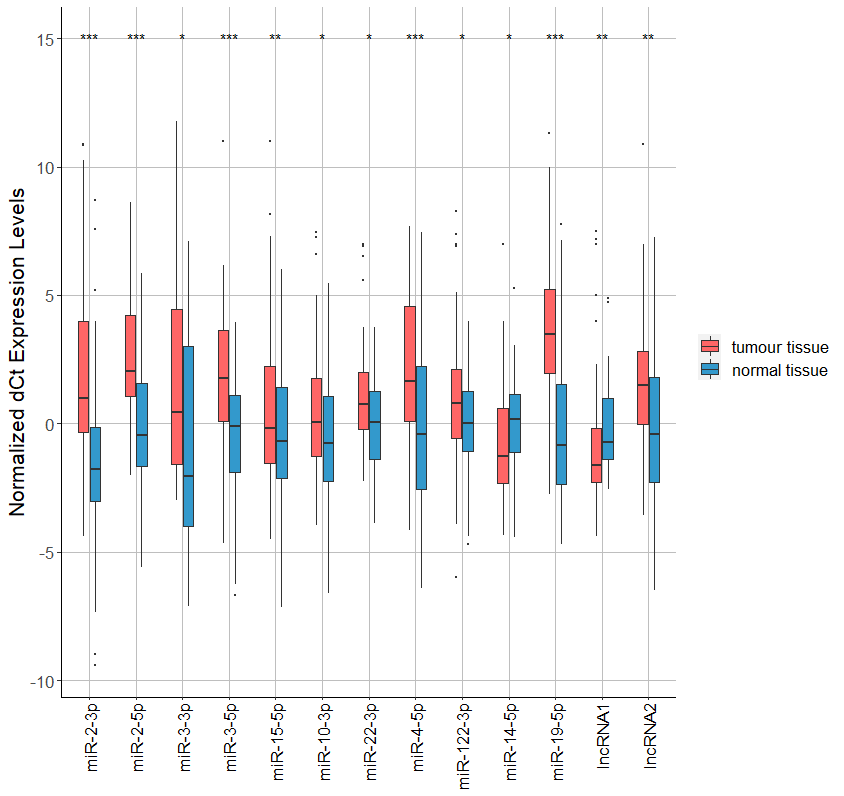 *** *** * *** ** * * *** * * *** ** **
15
10
5
0
-5
-10
Normalized dCt Expression Levels
miR-2-3p
miR-2-5p
miR-3-3p
miR-3-5p
miR-15-5p
miR-10-3p
miR-22-3p
miR-4-5p
miR-122-3p
miR-14-5p
miR-19-5p
lncRNA1
lncRNA2
tumour tissue
normal tissue